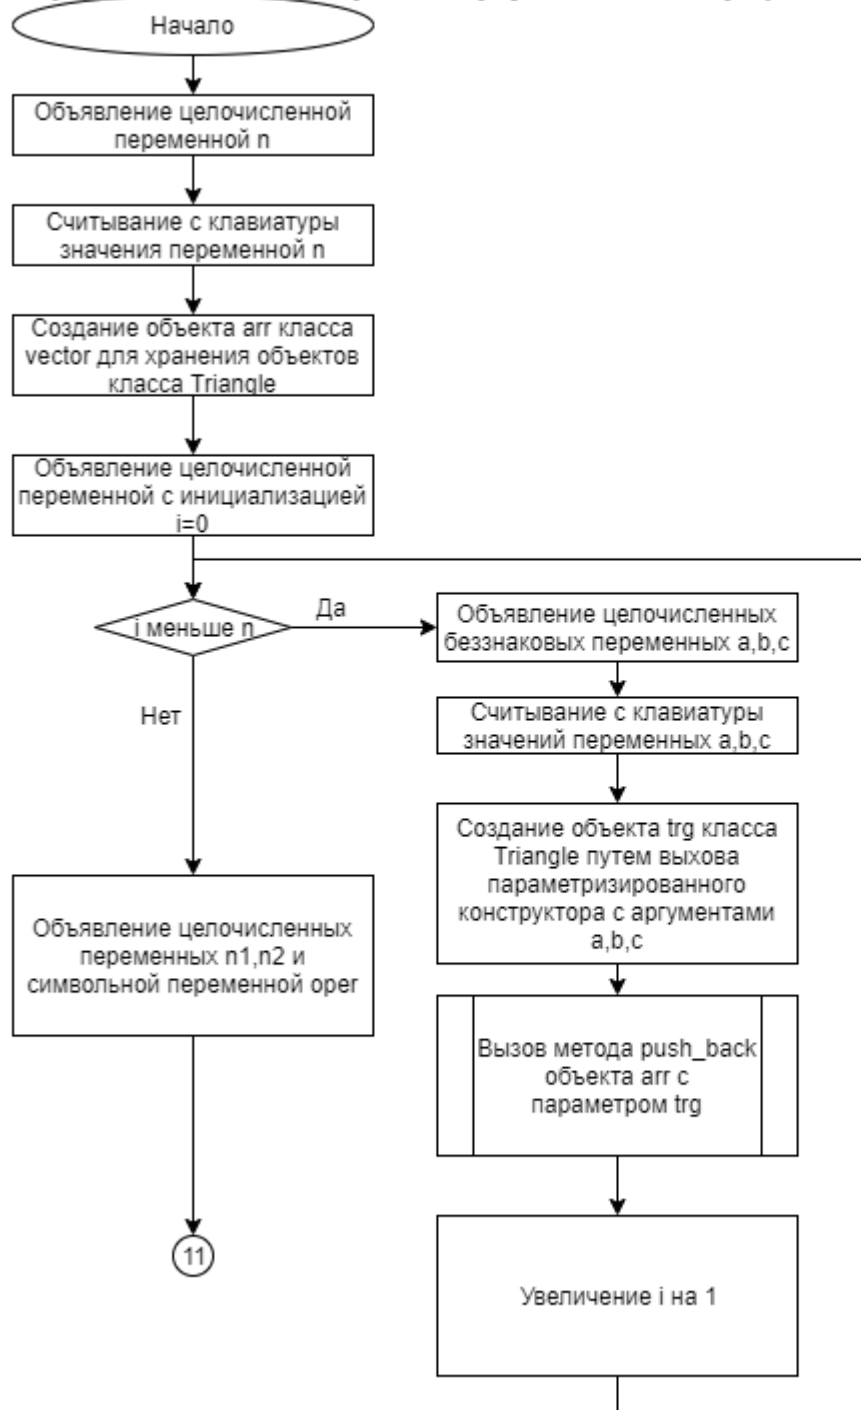 Начало
Объявление целочисленной
переменной n
Считывание с клавиатуры
значения переменной n
Создание объекта arr класса
vector для хранения объектов
класса Triangle
Объявление целочисленной
переменной с инициализацией
i=0
i меньше n
Да
Нет
Объявление целочисленных
беззнаковых переменных a,b,c
Считывание с клавиатуры
значений переменных a,b,c
Создание объекта trg класса
Triangle путем выхова
параметризированного
конструктора с аргументами
a,b,c
Вызов метода push_back
объекта arr с
параметром trg
Увеличение i на 1
Объявление целочисленных
переменных n1,n2 и
символьной переменной oper
11